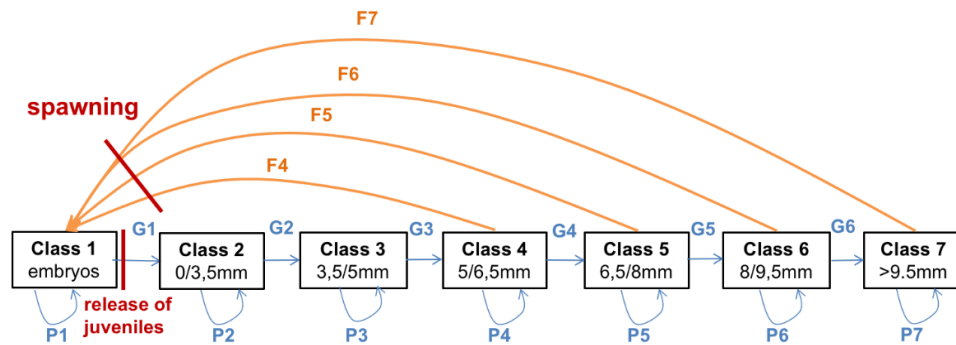 F7
F6
spawning
F5
F4
G1
G2
G3
G4
G5
G6
Class 1
embryos
Class 2
0/3,5mm
Class 3
3,5/5mm
Class 4
5/6,5mm
Class 5
6,5/8mm
Class 6
8/9,5mm
Class 7
>9.5mm
release of
juveniles
P1
P2
P3
P4
P5
P6
P7